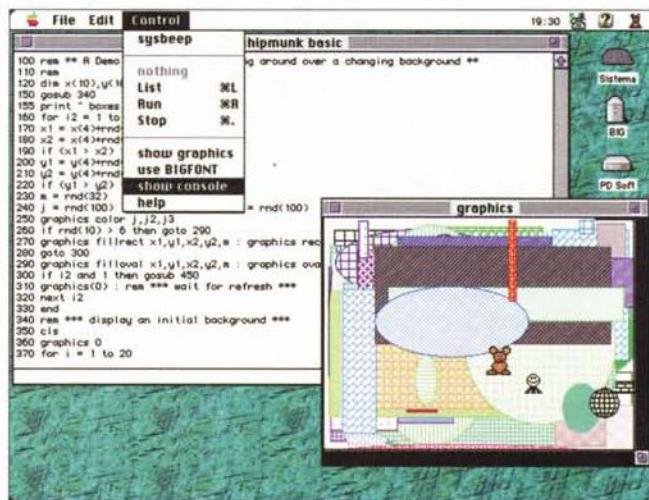 File Edit Control
19:30
hipmunk basic
sysbeep
nothing
List ⌘L
Run ⌘R
Stop ⌘.
show graphics
use BIGFONT
show console
help
100 rem ** A Demo
ng around over a changing background **
110 rem
120 dim x(10),y(1
150 gosub 340
155 print " boxes
160 for i2 = 1 to
170 x1 = x(4)+rnd
180 x2 = x(4)+rnd
190 if (x1 > x2)
200 y1 = y(4)+rnd
210 y2 = y(4)+rnd
220 if (y1 > y2)
230 m = rnd(32)
240 j = rnd(100)
= rnd(100)
250 graphics color j,j2,j3
260 if rnd(10) > 6 then goto 290
270 graphics fillrect x1,y1,x2,y2,m : graphics rec
280 goto 300
290 graphics filloval x1,y1,x2,y2,m : graphics ova
300 if i2 and 1 then gosub 450
310 graphics(0) : rem *** wait for refresh ***
320 next i2
330 end
340 rem *** display an initial background ***
350 cls
360 graphics 0
370 for i = 1 to 20
graphics
Sistema
BIG
PD Soft